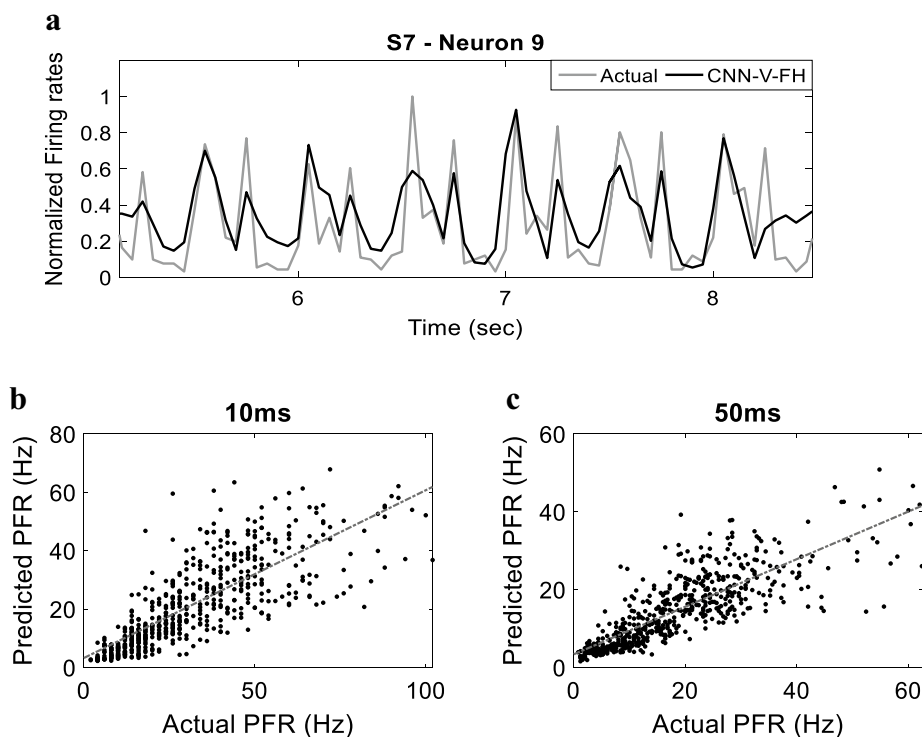 a
S7 - Neuron 9
Actual CNN-V-FH
Normalized Firing rates
1
0.8
0.6
0.4
0.2
0
6 7 8
Time (sec)
b
10ms
Predicted PFR (Hz)
80
60
40
20
0
0 50 100
Actual PFR (Hz)
c
50ms
Predicted PFR (Hz)
60
40
20
0
0 20 40 60
Actual PFR (Hz)